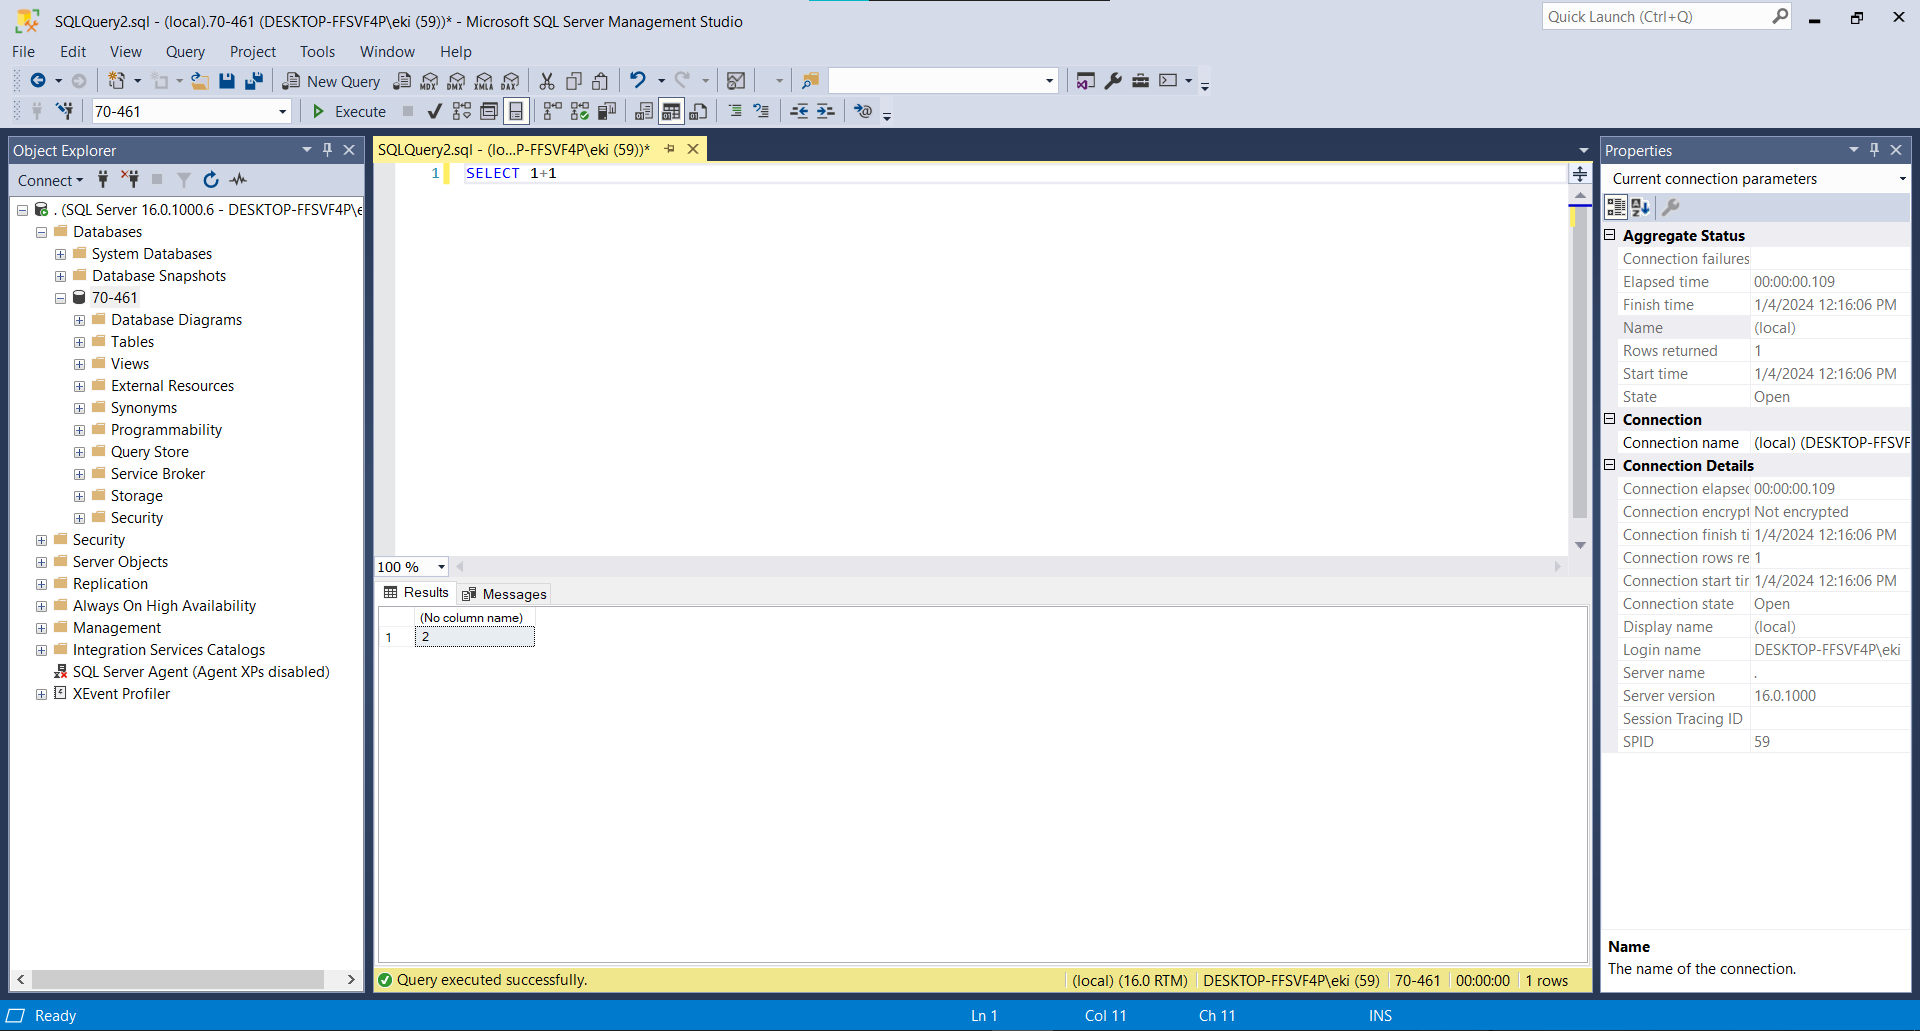 SQLQuery2.sql - (local).70-461 (DESKTOP-FFSVF4P\eki (59))* - Microsoft SQL Server Management Studio
Quick Launch (Ctrl+Q)
File Edit View Query Project Tools Window Help
New Query MDX DMX XMLA DAX
70-461 Execute
Object Explorer
Connect
. (SQL Server 16.0.1000.6 - DESKTOP-FFSVF4P\e
Databases
System Databases
Database Snapshots
70-461
Database Diagrams
Tables
Views
External Resources
Synonyms
Programmability
Query Store
Service Broker
Storage
Security
Security
Server Objects
Replication
Always On High Availability
Management
Integration Services Catalogs
SQL Server Agent (Agent XPs disabled)
XEvent Profiler
SQLQuery2.sql - (lo...P-FFSVF4P\eki (59))*
1 SELECT 1+1
100 %
Results Messages
(No column name)
1 2
Query executed successfully. (local) (16.0 RTM) DESKTOP-FFSVF4P\eki (59) 70-461 00:00:00 1 rows
Properties
Current connection parameters
Aggregate Status
Connection failures
Elapsed time 00:00:00.109
Finish time 1/4/2024 12:16:06 PM
Name (local)
Rows returned 1
Start time 1/4/2024 12:16:06 PM
State Open
Connection
Connection name (local) (DESKTOP-FFSVF
Connection Details
Connection elapsec 00:00:00.109
Connection encrypt Not encrypted
Connection finish ti 1/4/2024 12:16:06 PM
Connection rows re 1
Connection start tir 1/4/2024 12:16:06 PM
Connection state Open
Display name (local)
Login name DESKTOP-FFSVF4P\eki
Server name .
Server version 16.0.1000
Session Tracing ID
SPID 59
Name
The name of the connection.
Ready Ln 1 Col 11 Ch 11 INS